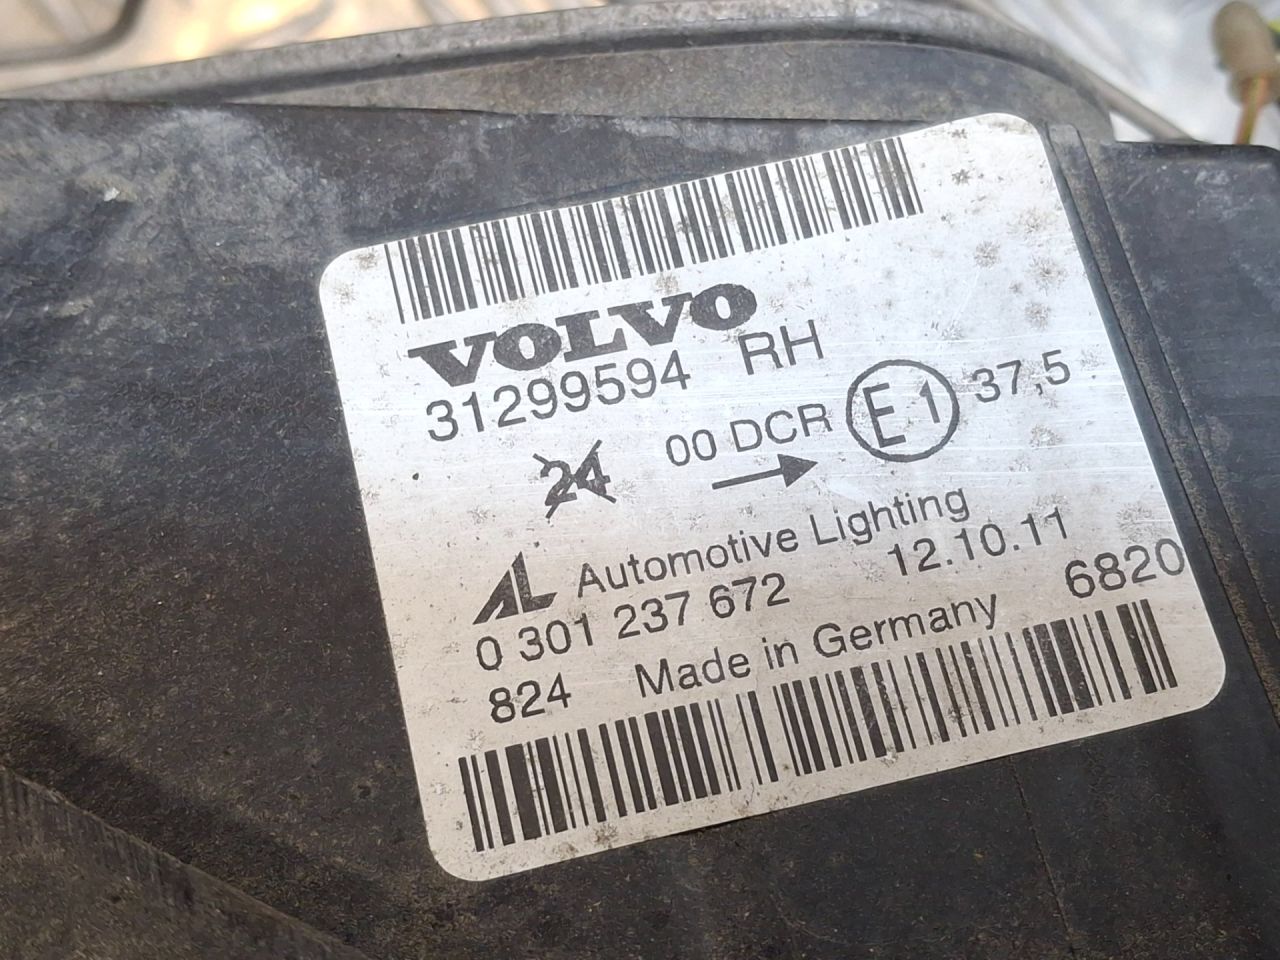 VOLVO
31299594 RH
24 00 DCR E1 37,5
AL Automotive Lighting
0 301 237 672 12.10.11
824 Made in Germany 6820